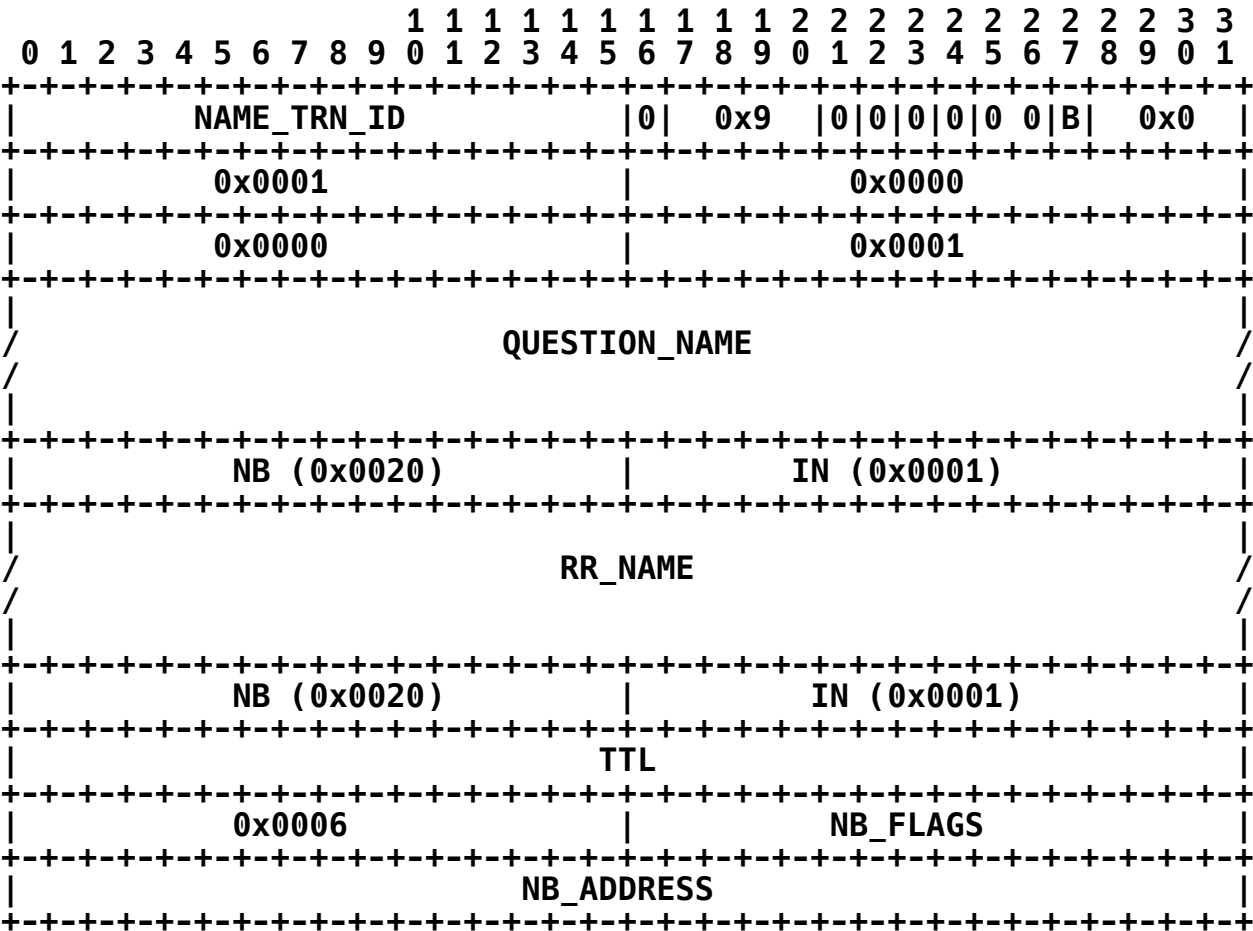 1 1 1 1 1 1 1 1 1 1 2 2 2 2 2 2 2 2 2 2 3 3
 0 1 2 3 4 5 6 7 8 9 0 1 2 3 4 5 6 7 8 9 0 1 2 3 4 5 6 7 8 9 0 1
+-+-+-+-+-+-+-+-+-+-+-+-+-+-+-+-+-+-+-+-+-+-+-+-+-+-+-+-+-+-+-+-+
|         NAME_TRN_ID           |0|  0x9  |0|0|0|0|0 0|B|  0x0  |
+-+-+-+-+-+-+-+-+-+-+-+-+-+-+-+-+-+-+-+-+-+-+-+-+-+-+-+-+-+-+-+-+
|          0x0001               |           0x0000              |
+-+-+-+-+-+-+-+-+-+-+-+-+-+-+-+-+-+-+-+-+-+-+-+-+-+-+-+-+-+-+-+-+
|          0x0000               |           0x0001              |
+-+-+-+-+-+-+-+-+-+-+-+-+-+-+-+-+-+-+-+-+-+-+-+-+-+-+-+-+-+-+-+-+
|                                                               |
/                         QUESTION_NAME                         /
/                                                               /
|                                                               |
+-+-+-+-+-+-+-+-+-+-+-+-+-+-+-+-+-+-+-+-+-+-+-+-+-+-+-+-+-+-+-+-+
|           NB (0x0020)         |        IN (0x0001)            |
+-+-+-+-+-+-+-+-+-+-+-+-+-+-+-+-+-+-+-+-+-+-+-+-+-+-+-+-+-+-+-+-+
|                                                               |
/                            RR_NAME                            /
/                                                               /
|                                                               |
+-+-+-+-+-+-+-+-+-+-+-+-+-+-+-+-+-+-+-+-+-+-+-+-+-+-+-+-+-+-+-+-+
|           NB (0x0020)         |         IN (0x0001)           |
+-+-+-+-+-+-+-+-+-+-+-+-+-+-+-+-+-+-+-+-+-+-+-+-+-+-+-+-+-+-+-+-+
|                              TTL                              |
+-+-+-+-+-+-+-+-+-+-+-+-+-+-+-+-+-+-+-+-+-+-+-+-+-+-+-+-+-+-+-+-+
|           0x0006              |          NB_FLAGS             |
+-+-+-+-+-+-+-+-+-+-+-+-+-+-+-+-+-+-+-+-+-+-+-+-+-+-+-+-+-+-+-+-+
|                          NB_ADDRESS                           |
+-+-+-+-+-+-+-+-+-+-+-+-+-+-+-+-+-+-+-+-+-+-+-+-+-+-+-+-+-+-+-+-+